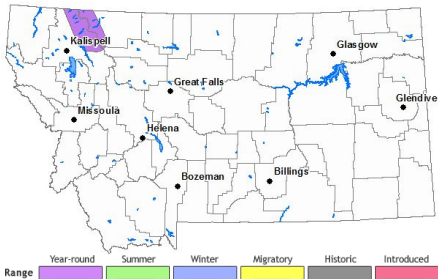 Kalispell
Glasgow
Great Falls
Glendive
Missoula
Helena
Billings
Bozeman
Year-round Summer Winter Migratory Historic Introduced
Range